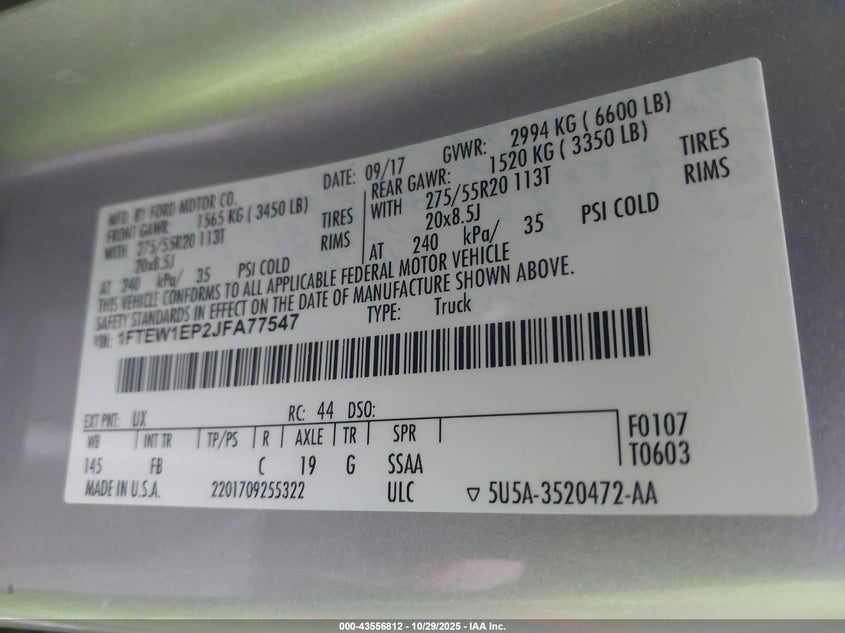 MFD. BY FORD MOTOR CO.
DATE: 09/17
GVWR: 2994 KG ( 6600 LB)
FRONT GAWR: 1565 KG ( 3450 LB)
REAR GAWR: 1520 KG ( 3350 LB)
WITH 275/55R20 113T TIRES
WITH 275/55R20 113T TIRES
20x8.5J RIMS
20x8.5J RIMS
AT 240 kPa/ 35 PSI COLD
AT 240 kPa/ 35 PSI COLD
THIS VEHICLE CONFORMS TO ALL APPLICABLE FEDERAL MOTOR VEHICLE
SAFETY STANDARDS IN EFFECT ON THE DATE OF MANUFACTURE SHOWN ABOVE.
VIN: 1FTEW1EP2JFA77547
TYPE: Truck
EXT PNT: UX RC: 44 DSO:
WB INT TR TP/PS R AXLE TR SPR
F0107
145 FB C 19 G SSAA
T0603
MADE IN U.S.A. 2201709255322 ULC ▽ 5U5A-3520472-AA
000-43556812 - 10/29/2025 - IAA Inc.